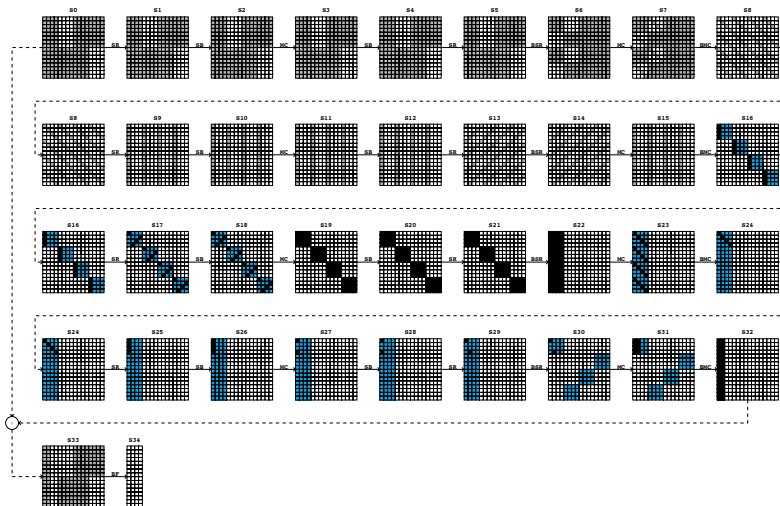 S0 S1 S2 S3 S4 S5 S6 S7 S8
SR SB MC SB SR BSR MC BMC
S8 S9 S10 S11 S12 S13 S14 S15 S16
SR SB MC SB SR BSR MC BMC
S16 S17 S18 S19 S20 S21 S22 S23 S24
SR SB MC SB SR BSR MC BMC
S24 S25 S26 S27 S28 S29 S30 S31 S32
SR SB MC SB SR BSR MC BMC
S33 S34
BF